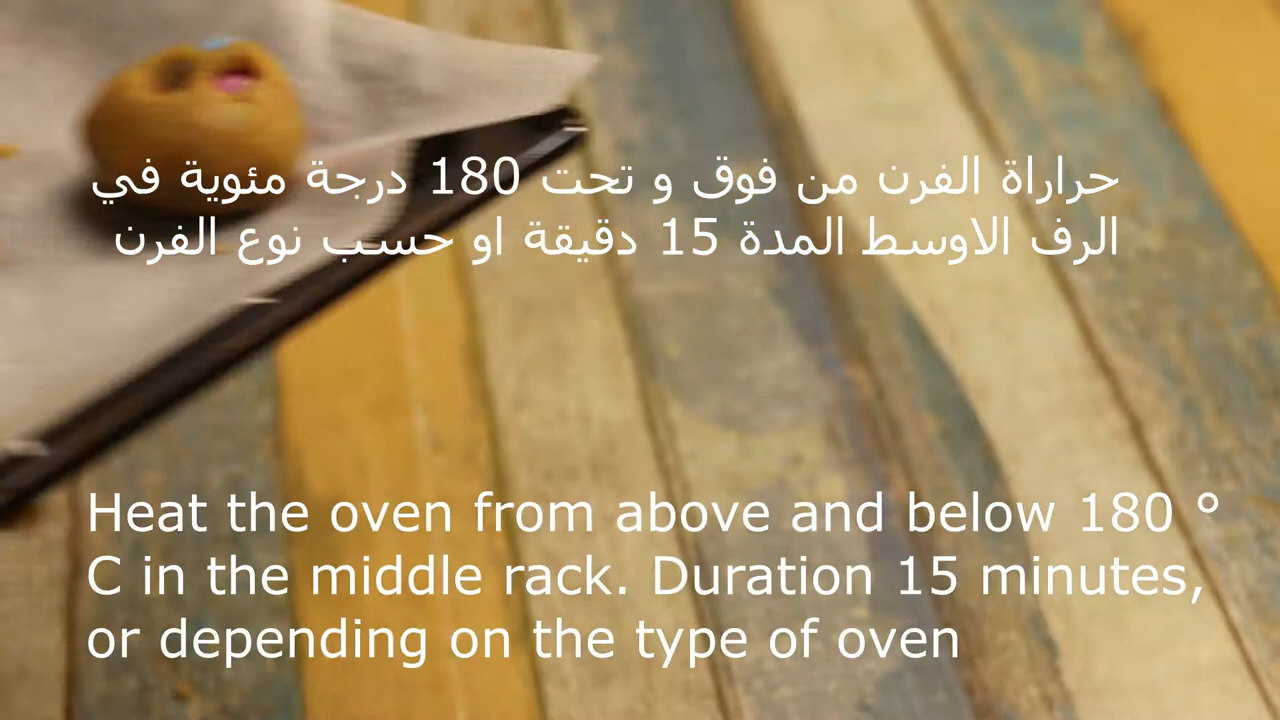 حراراة الفرن من فوق و تحت 180 درجة مئوية في
الرف الاوسط المدة 15 دقيقة او حسب نوع الفرن
Heat the oven from above and below 180 °
C in the middle rack. Duration 15 minutes,
or depending on the type of oven